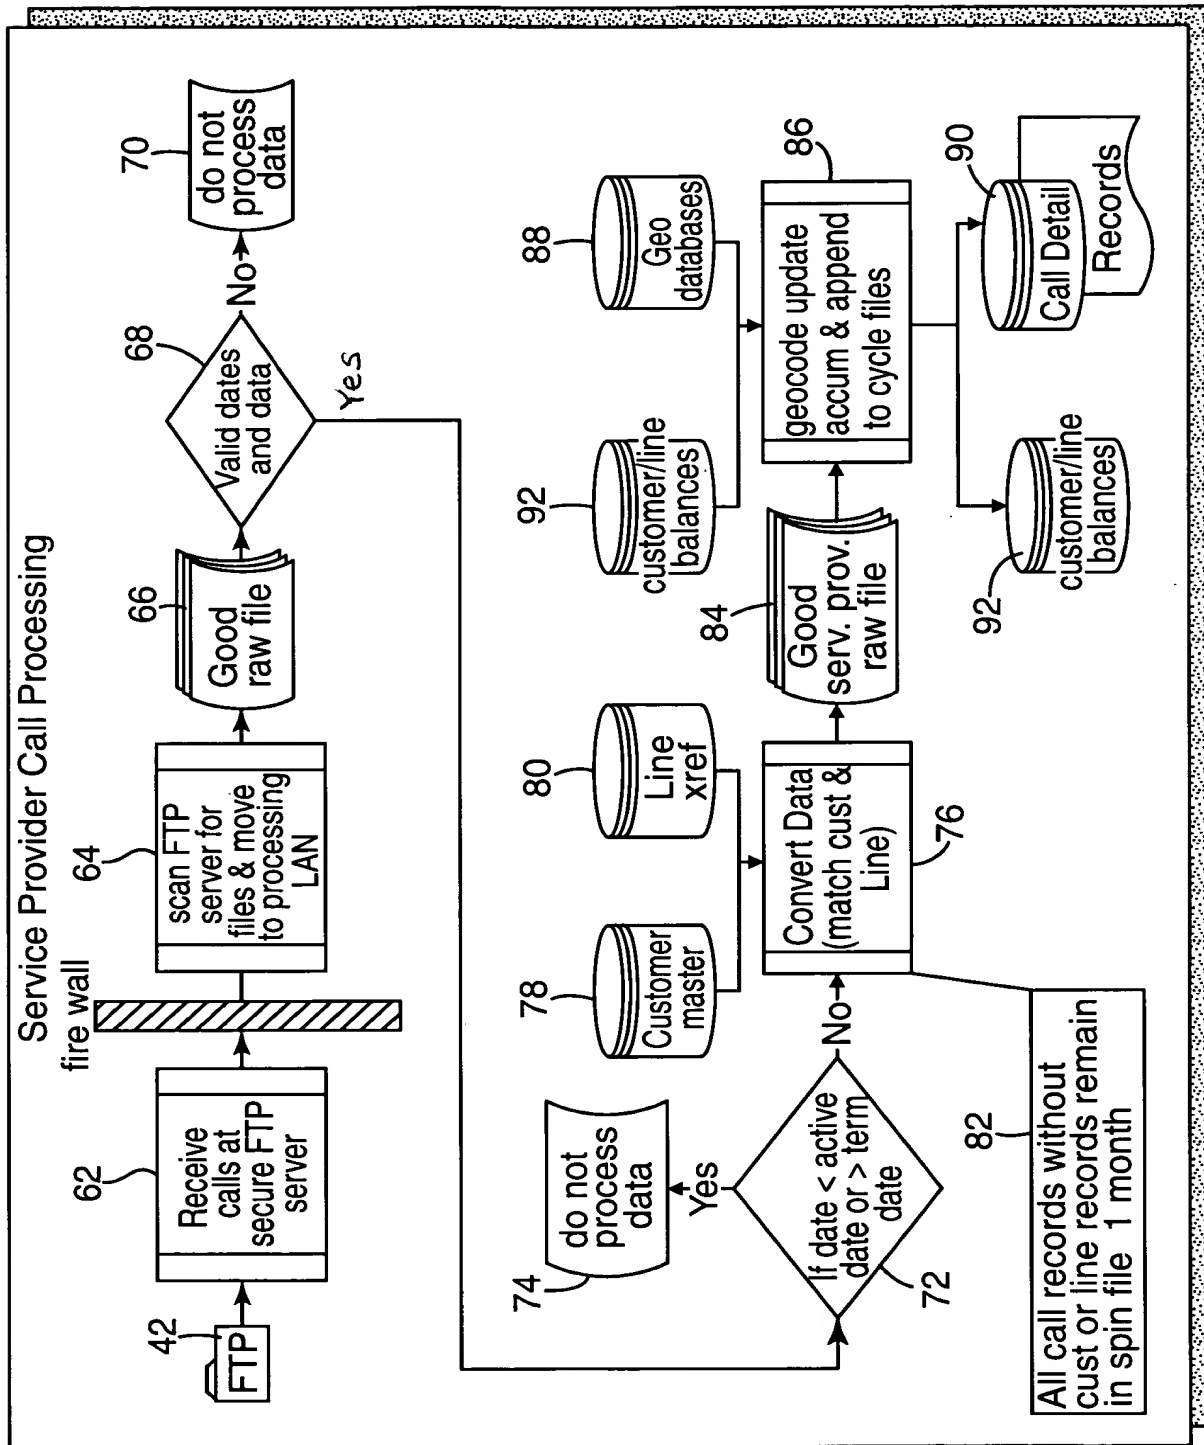 Service Provider Call Processing
fire wall
42
FTP
62
Receive
calls at
secure FTP
server
64
scan FTP
server for
files & move
to processing
LAN
66
Good
raw file
68
Valid dates
and data
No
70
do not
process
data
Yes
72
If date < active
date or > term
date
Yes
74
do not
process
data
No
78
Customer
master
80
Line
xref
76
Convert Data
(match cust &
Line)
82
All call records without
cust or line records remain
in spin file 1 month
84
Good
serv. prov.
raw file
92
customer/line
balances
88
Geo
databases
86
geocode update
accum & append
to cycle files
92
customer/line
balances
90
Call Detail
Records